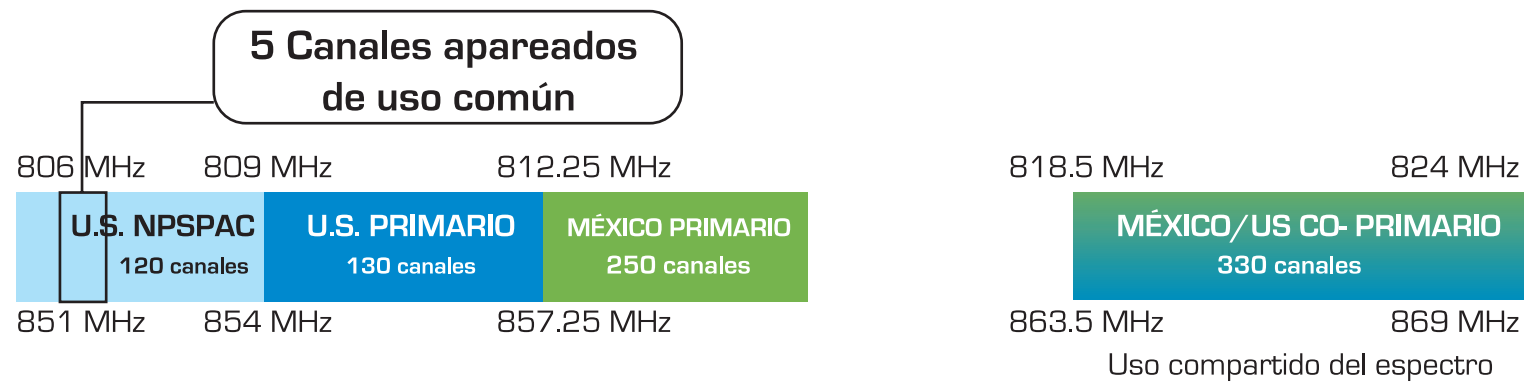 5 Canales apareados
de uso común
806 MHz 809 MHz 812.25 MHz 818.5 MHz 824 MHz
U.S. NPSPAC U.S. PRIMARIO MÉXICO PRIMARIO MÉXICO/US CO- PRIMARIO
120 canales 130 canales 250 canales 330 canales
851 MHz 854 MHz 857.25 MHz 863.5 MHz 869 MHz
Uso compartido del espectro